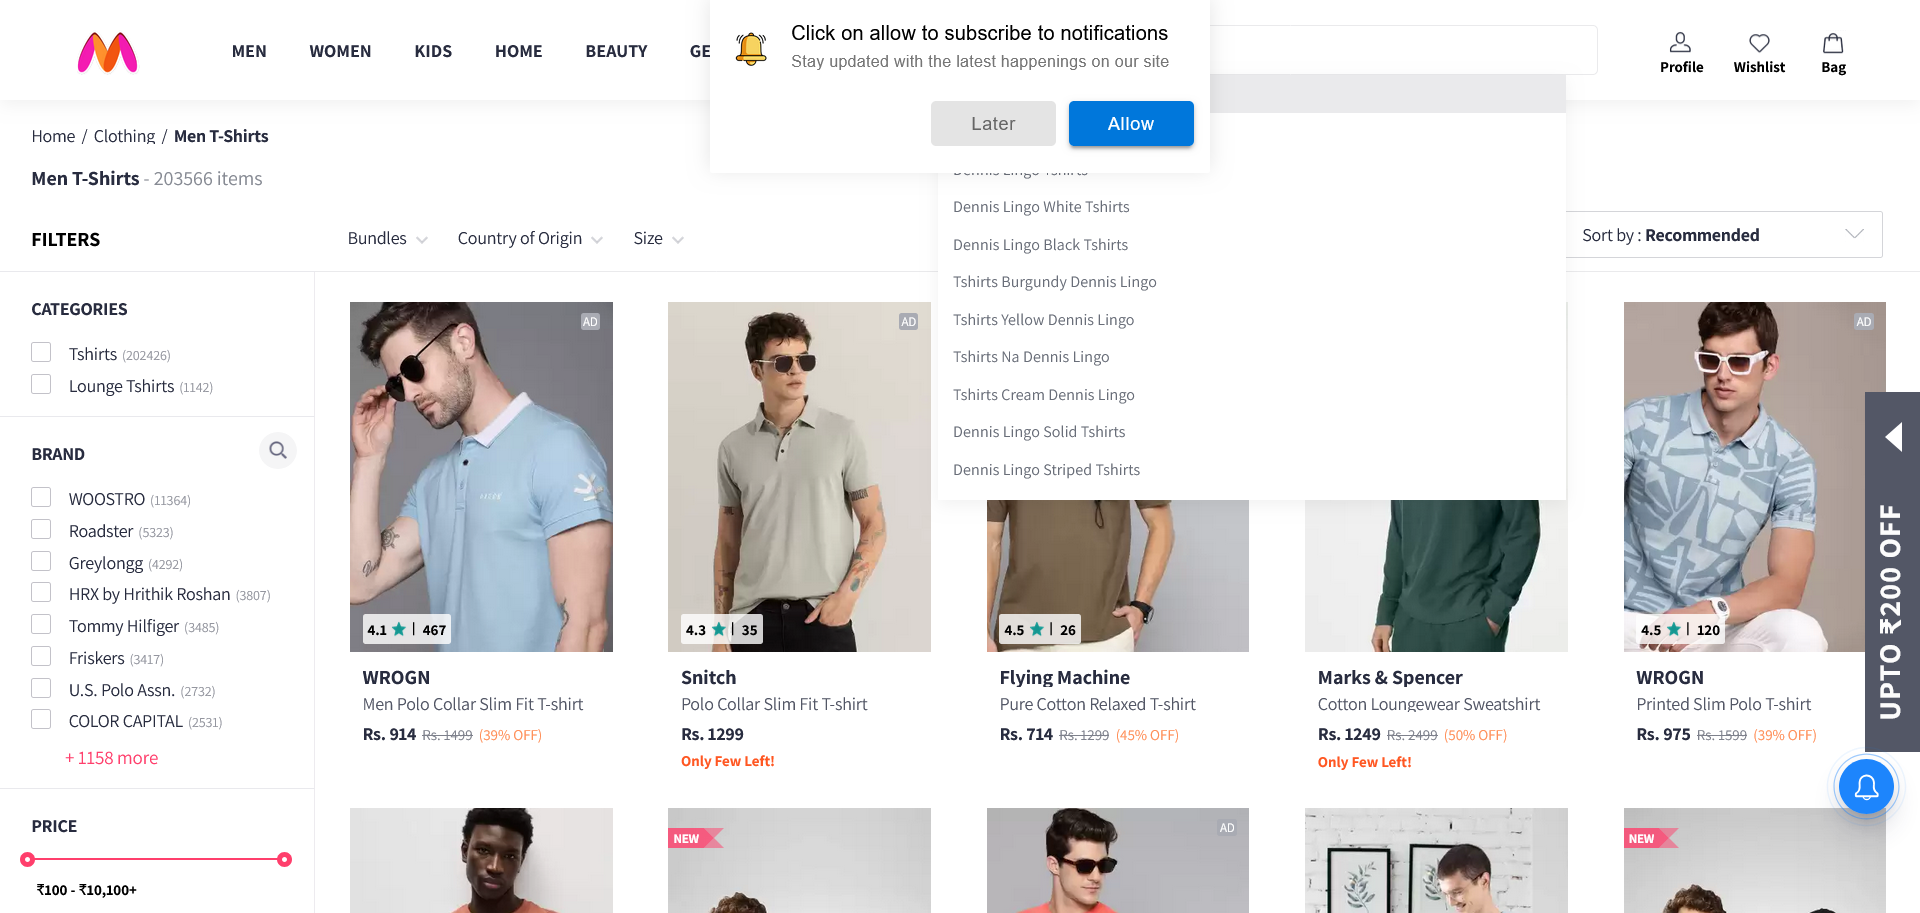 MEN
WOMEN
KIDS
HOME
BEAUTY
GE
Click on allow to subscribe to notifications
Stay updated with the latest happenings on our site
Later
Allow
Profile
Wishlist
Bag
Home / Clothing / Men T-Shirts
Men T-Shirts - 203566 items
FILTERS
Bundles
Country of Origin
Size
Sort by : Recommended
Dennis Lingo Tshirts
Dennis Lingo White Tshirts
Dennis Lingo Black Tshirts
Tshirts Burgundy Dennis Lingo
Tshirts Yellow Dennis Lingo
Tshirts Na Dennis Lingo
Tshirts Cream Dennis Lingo
Dennis Lingo Solid Tshirts
Dennis Lingo Striped Tshirts
CATEGORIES
Tshirts (202426)
Lounge Tshirts (1142)
BRAND
WOOSTRO (11364)
Roadster (5323)
Greylongg (4292)
HRX by Hrithik Roshan (3807)
Tommy Hilfiger (3485)
Friskers (3417)
U.S. Polo Assn. (2732)
COLOR CAPITAL (2531)
+ 1158 more
PRICE
₹100 - ₹10,100+
AD
4.1 ★ | 467
WROGN
Men Polo Collar Slim Fit T-shirt
Rs. 914 Rs. 1499 (39% OFF)
AD
4.3 ★ | 35
Snitch
Polo Collar Slim Fit T-shirt
Rs. 1299
Only Few Left!
4.5 ★ | 26
Flying Machine
Pure Cotton Relaxed T-shirt
Rs. 714 Rs. 1299 (45% OFF)
Marks & Spencer
Cotton Loungewear Sweatshirt
Rs. 1249 Rs. 2499 (50% OFF)
Only Few Left!
AD
4.5 ★ | 120
WROGN
Printed Slim Polo T-shirt
Rs. 975 Rs. 1599 (39% OFF)
UPTO ₹200 OFF
NEW
AD
NEW